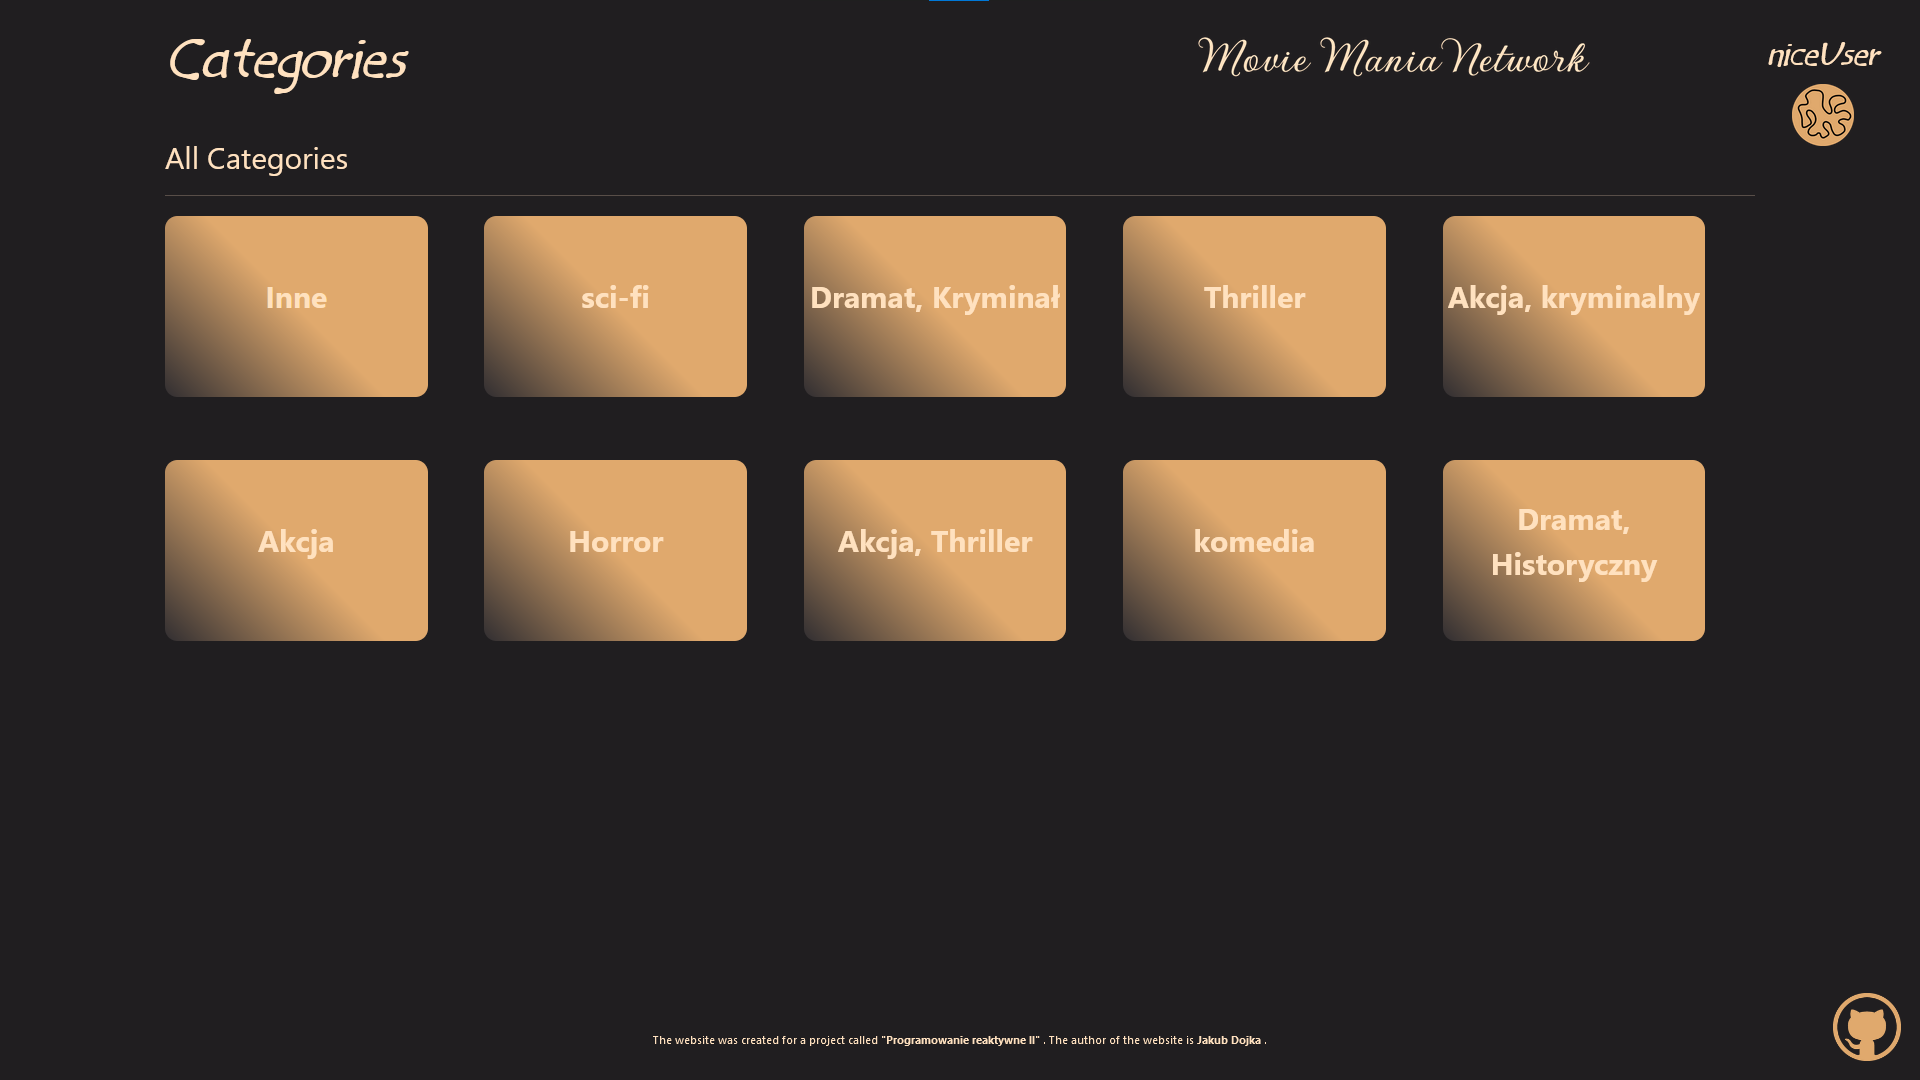 Categories
Movie Mania Network
niceUser
All Categories
Inne
sci-fi
Dramat, Kryminał
Thriller
Akcja, kryminalny
Akcja
Horror
Akcja, Thriller
komedia
Dramat,
Historyczny
The website was created for a project called "Programowanie reaktywne II" . The author of the website is Jakub Dojka .